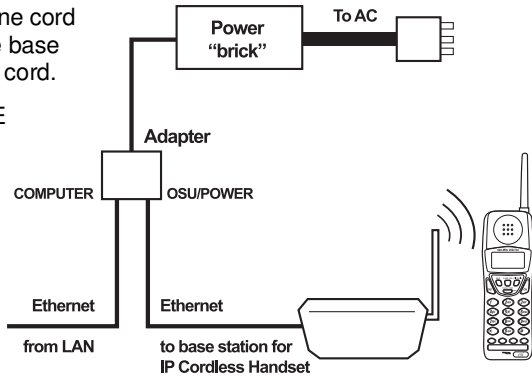 ne cord
e base
cord.
E
Power
“brick”
To AC
Adapter
COMPUTER
OSU/POWER
Ethernet
from LAN
Ethernet
to base station for
IP Cordless Handset